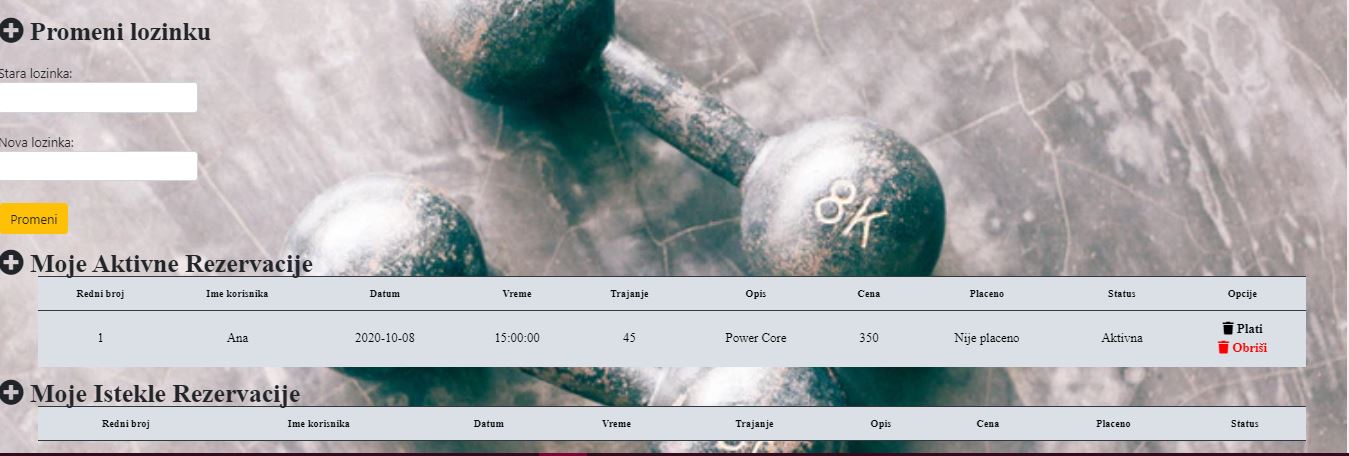 Promeni lozinku
Stara lozinka:
Nova lozinka:
Promeni
8K
Moje Aktivne Rezervacije
Redni broj Ime korisnika Datum Vreme Trajanje Opis Cena Placeno Status Opcije
1 Ana 2020-10-08 15:00:00 45 Power Core 350 Nije placeno Aktivna Plati
Obriši
Moje Istekle Rezervacije
Redni broj Ime korisnika Datum Vreme Trajanje Opis Cena Placeno Status